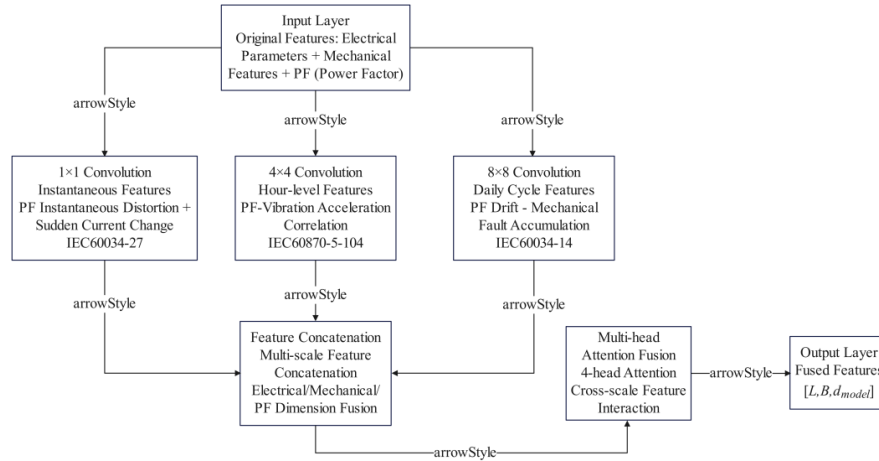 Input Layer
Original Features: Electrical
Parameters + Mechanical
Features + PF (Power Factor)
arrowStyle
arrowStyle
arrowStyle
1×1 Convolution
Instantaneous Features
PF Instantaneous Distortion +
Sudden Current Change
IEC60034-27
4×4 Convolution
Hour-level Features
PF-Vibration Acceleration
Correlation
IEC60870-5-104
8×8 Convolution
Daily Cycle Features
PF Drift - Mechanical
Fault Accumulation
IEC60034-14
arrowStyle
arrowStyle
arrowStyle
Feature Concatenation
Multi-scale Feature
Concatenation
Electrical/Mechanical/
PF Dimension Fusion
arrowStyle
Multi-head
Attention Fusion
4-head Attention
Cross-scale Feature
Interaction
arrowStyle
Output Layer
Fused Features
[L,B,d_model]